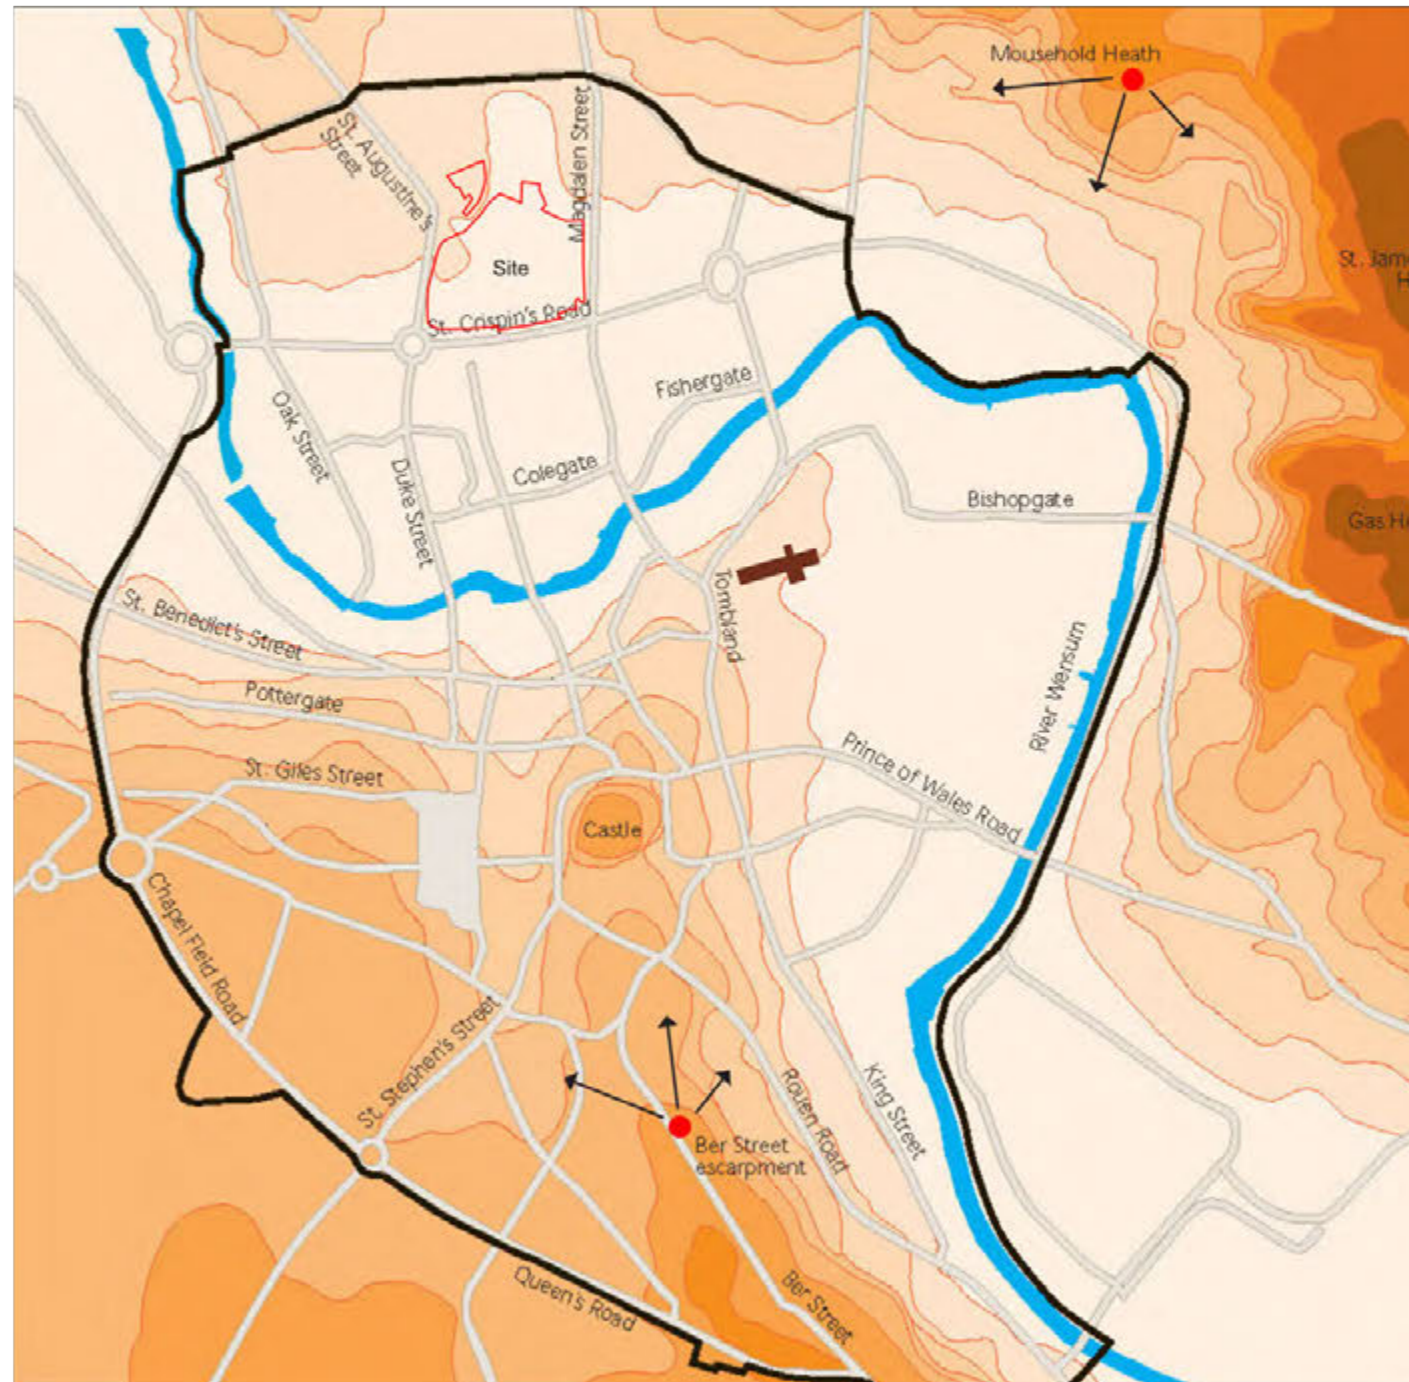 Mousehold Heath
St. Augustine's
Street
Magdalen Street
Site
St. Crispin's Road
Fishergate
Oak Street
Duke Street
Colegate
Bishopgate
Tombland
St. Benedict's Street
Pottergate
River Wensum
St. Giles Street
Prince of Wales Road
Castle
Chapel Field Road
St. Stephen's Street
Rouen Road
King Street
Ber Street
escarpment
Queen's Road
Ber Street